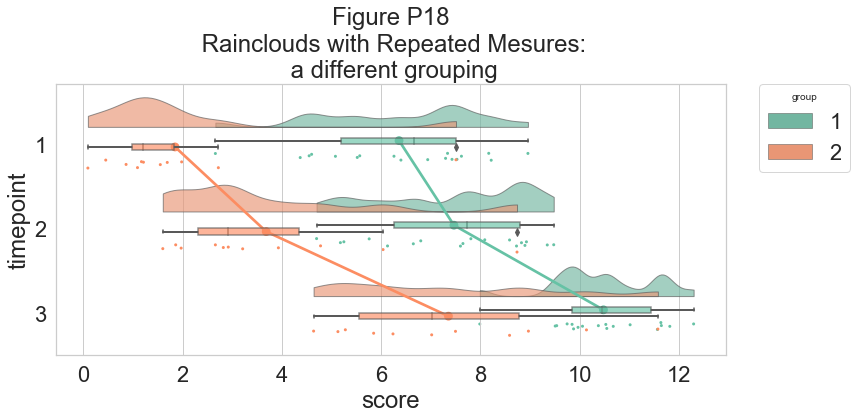 Figure P18
Rainclouds with Repeated Mesures:
a different grouping
group
1
2
timepoint
1
2
3
0 2 4 6 8 10 12
score